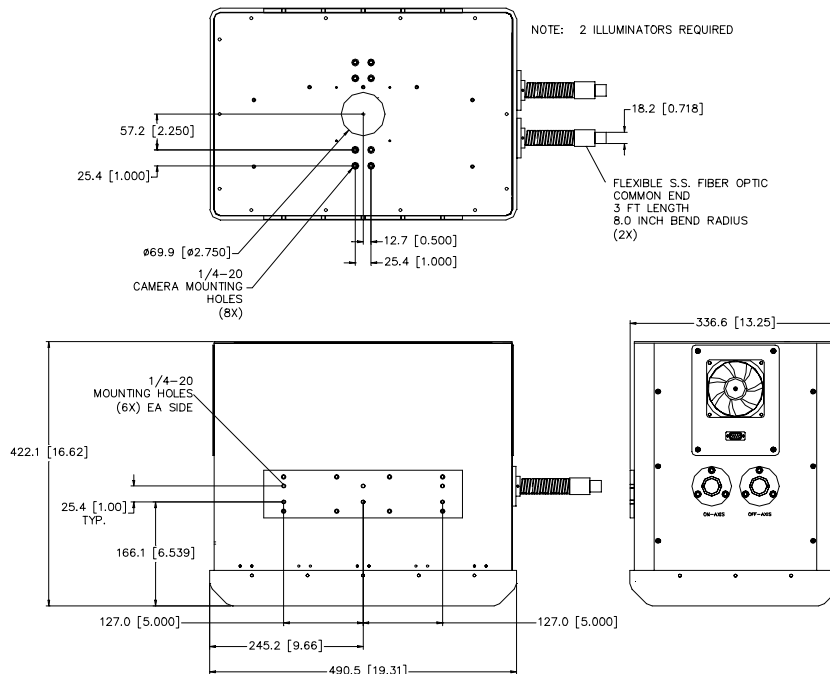 NOTE: 2 ILLUMINATORS REQUIRED
18.2 [0.718]
57.2 [2.250]
25.4 [1.000]
FLEXIBLE S.S. FIBER OPTIC
COMMON END
3 FT LENGTH
8.0 INCH BEND RADIUS
(2X)
12.7 [0.500]
ø69.9 [ø2.750]
25.4 [1.000]
1/4-20
CAMERA MOUNTING
HOLES
(8X)
336.6 [13.25]
1/4-20
MOUNTING HOLES
(6X) EA SIDE
422.1 [16.62]
25.4 [1.00]
TYP.
ON-AXIS
OFF-AXIS
166.1 [6.539]
127.0 [5.000]
127.0 [5.000]
245.2 [9.66]
490.5 [19.31]